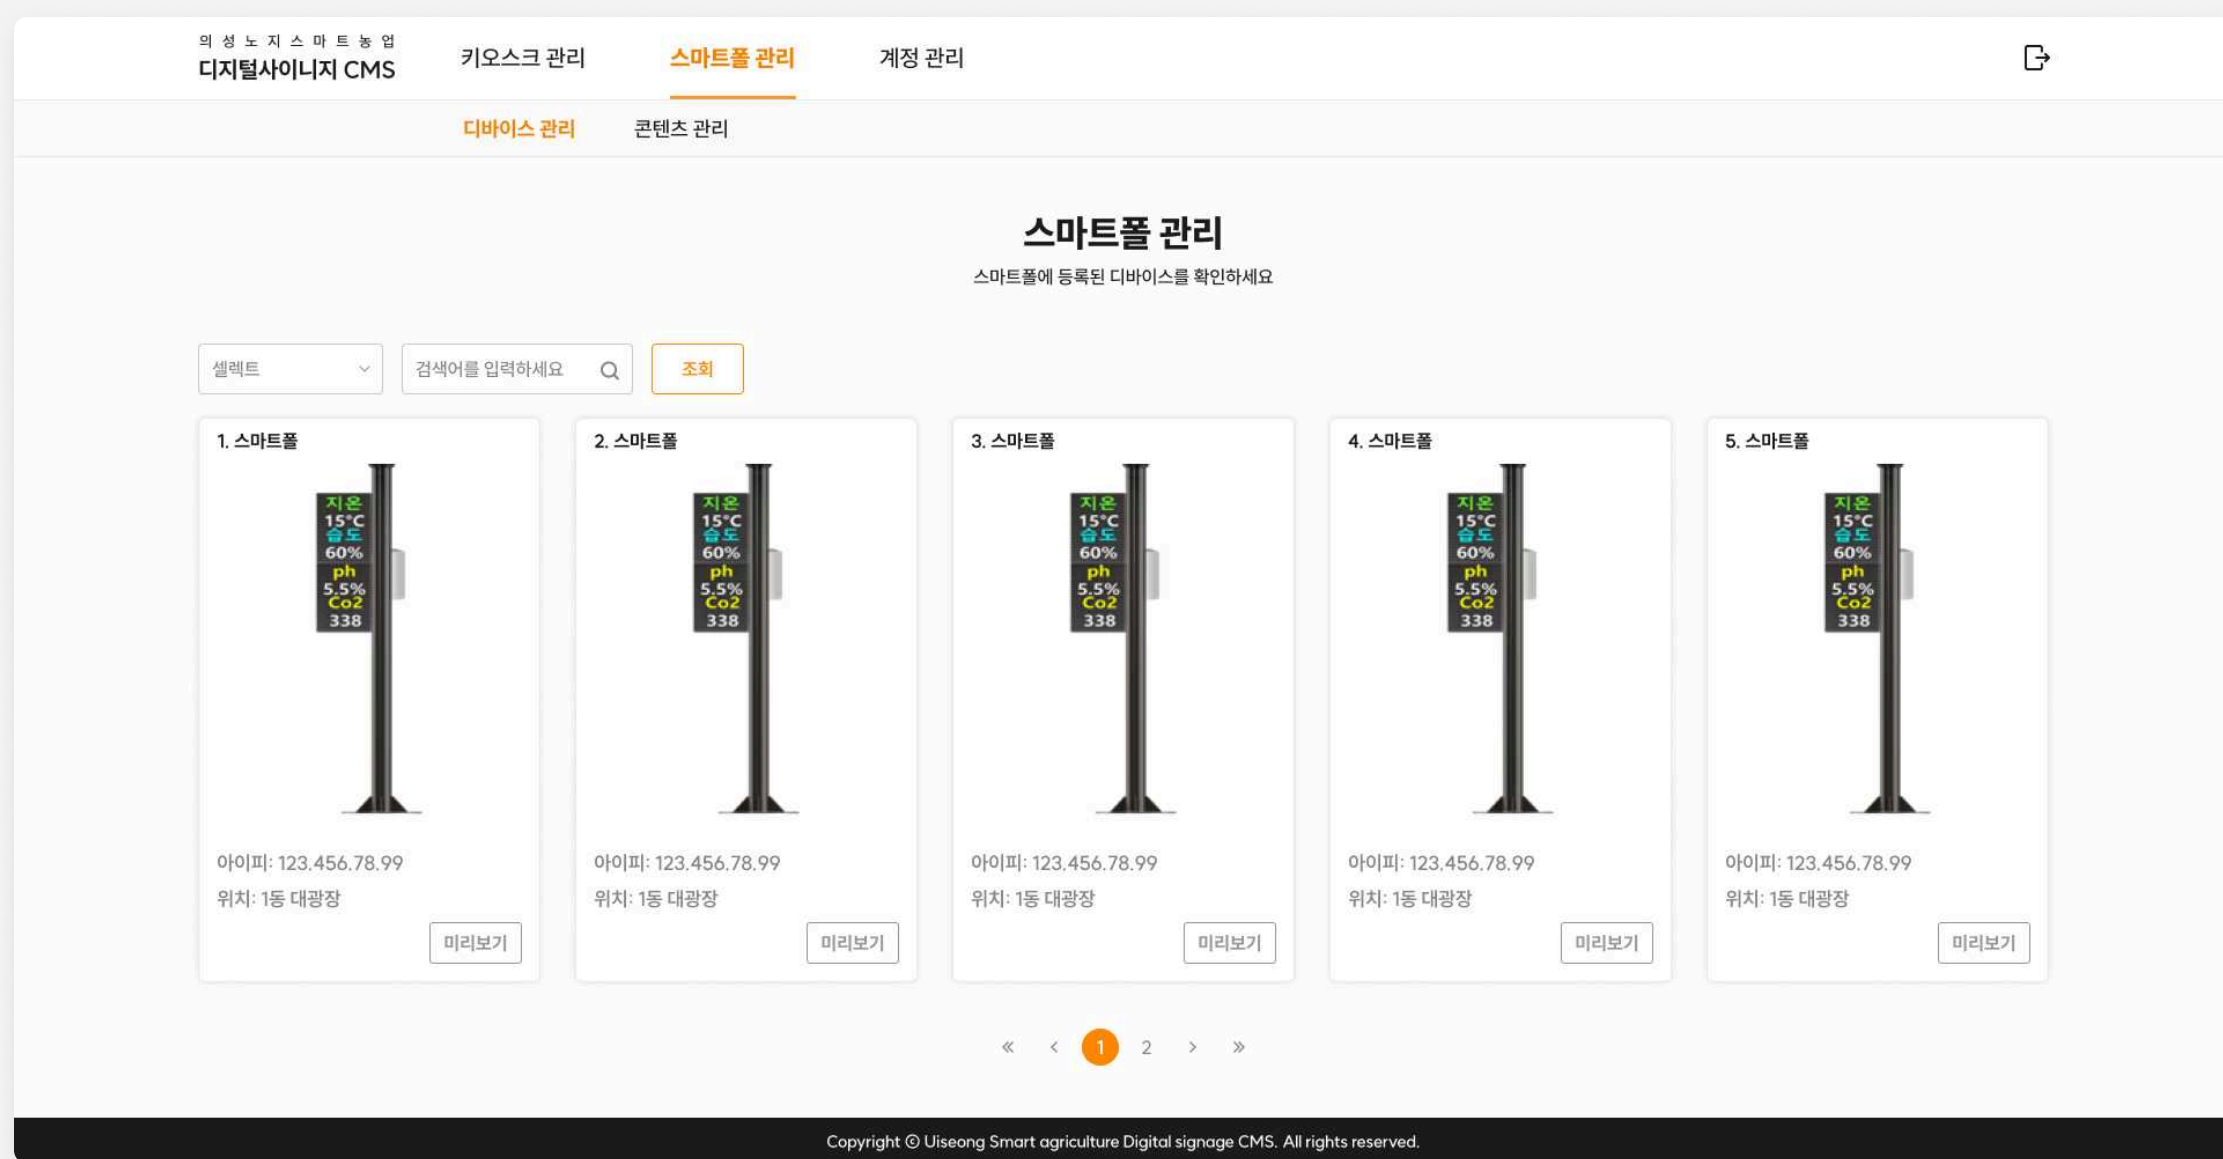 의성노지스마트농업
디지털사이니지 CMS
키오스크 관리
스마트폴 관리
계정 관리
디바이스 관리
콘텐츠 관리
스마트폴 관리
스마트폴에 등록된 디바이스를 확인하세요
셀렉트
검색어를 입력하세요
조회
1. 스마트폴
지온
15°C
습도
60%
ph
5.5%
Co2
338
아이피: 123.456.78.99
위치: 1동 대광장
미리보기
2. 스마트폴
지온
15°C
습도
60%
ph
5.5%
Co2
338
아이피: 123.456.78.99
위치: 1동 대광장
미리보기
3. 스마트폴
지온
15°C
습도
60%
ph
5.5%
Co2
338
아이피: 123.456.78.99
위치: 1동 대광장
미리보기
4. 스마트폴
지온
15°C
습도
60%
ph
5.5%
Co2
338
아이피: 123.456.78.99
위치: 1동 대광장
미리보기
5. 스마트폴
지온
15°C
습도
60%
ph
5.5%
Co2
338
아이피: 123.456.78.99
위치: 1동 대광장
미리보기
« < 1 2 > »
Copyright © Uiseong Smart agriculture Digital signage CMS. All rights reserved.